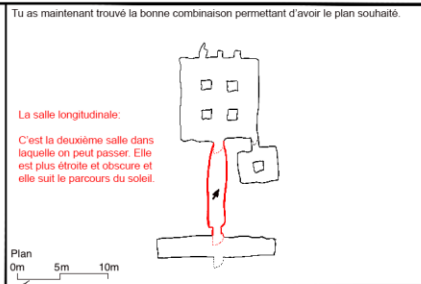 Tu as maintenant trouvé la bonne combinaison permettant d'avoir le plan souhaité.
La salle longitudinale:
C'est la deuxième salle dans
laquelle on peut passer. Elle
est plus étroite et obscure et
elle suit le parcours du soleil.
Plan
0m 5m 10m